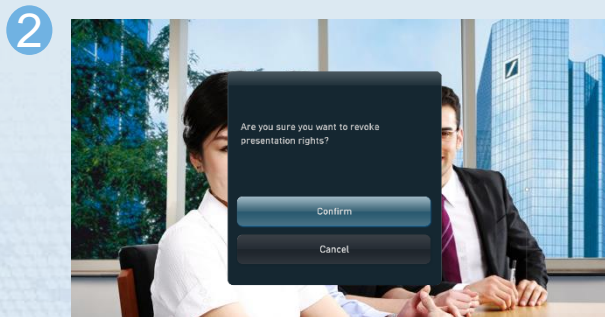 2
Are you sure you want to revoke
presentation rights?
Confirm
Cancel